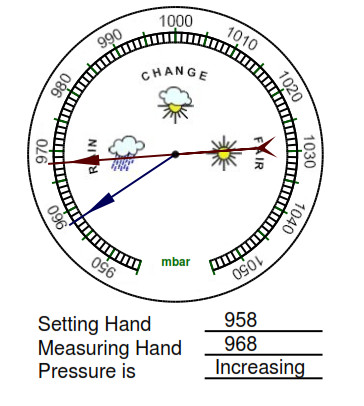 1000
990
1010
980
1020
970
1030
960
1040
950
1050
CHANGE
RAIN
FAIR
mbar
Setting Hand 958
Measuring Hand 968
Pressure is Increasing